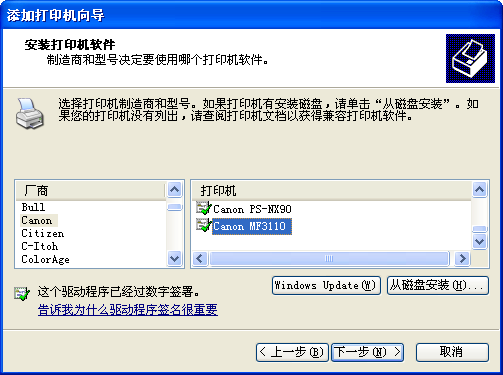 添加打印机向导
安装打印机软件
制造商和型号决定要使用哪个打印机软件。
选择打印机制造商和型号。如果打印机有安装磁盘，请单击“从磁盘安装”。如
果您的打印机没有列出，请查阅打印机文档以获得兼容打印机软件。
厂商
Bull
Canon
Citizen
C-Itoh
ColorAge
打印机
Canon PS-NX90
Canon MF3110
这个驱动程序已经过数字签署。
告诉我为什么驱动程序签名很重要
Windows Update(W)
从磁盘安装(H)...
< 上一步(B)
下一步(N) >
取消